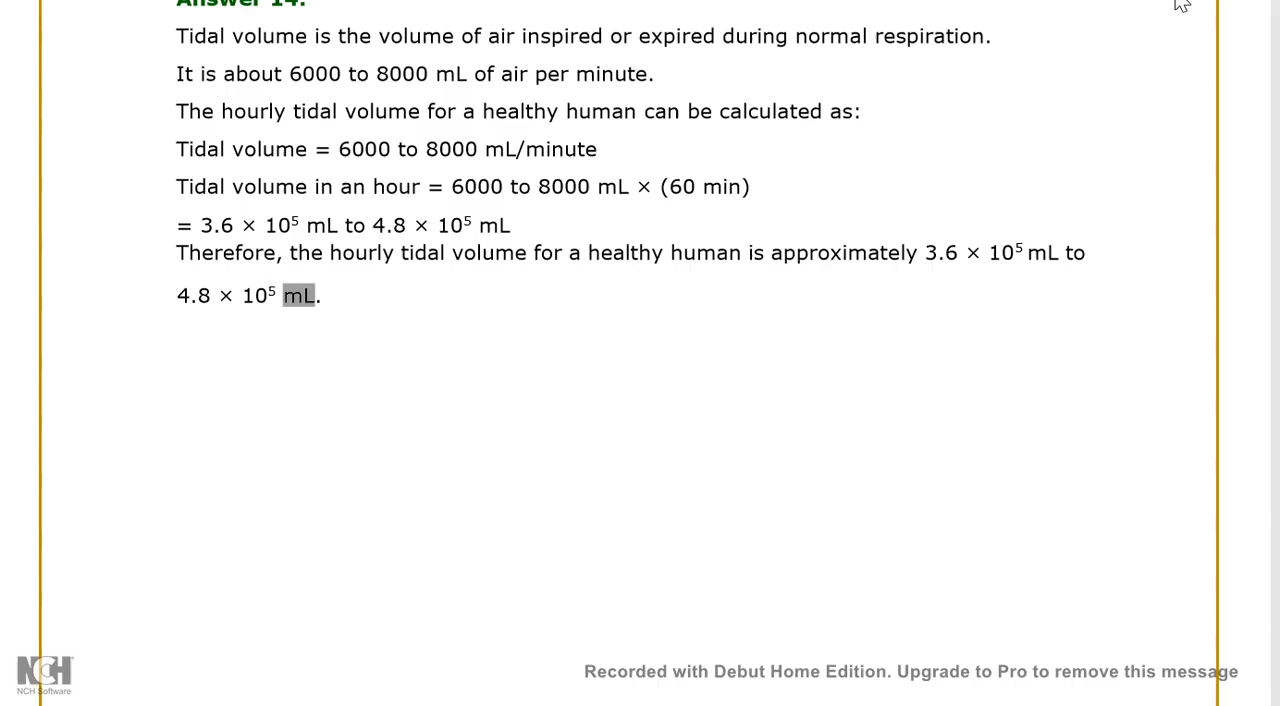 Answer 14:
Tidal volume is the volume of air inspired or expired during normal respiration.
It is about 6000 to 8000 mL of air per minute.
The hourly tidal volume for a healthy human can be calculated as:
Tidal volume = 6000 to 8000 mL/minute
Tidal volume in an hour = 6000 to 8000 mL × (60 min)
= 3.6 × 10⁵ mL to 4.8 × 10⁵ mL
Therefore, the hourly tidal volume for a healthy human is approximately 3.6 × 10⁵ mL to
4.8 × 10⁵ mL.
NCH
NCH Software
Recorded with Debut Home Edition. Upgrade to Pro to remove this message